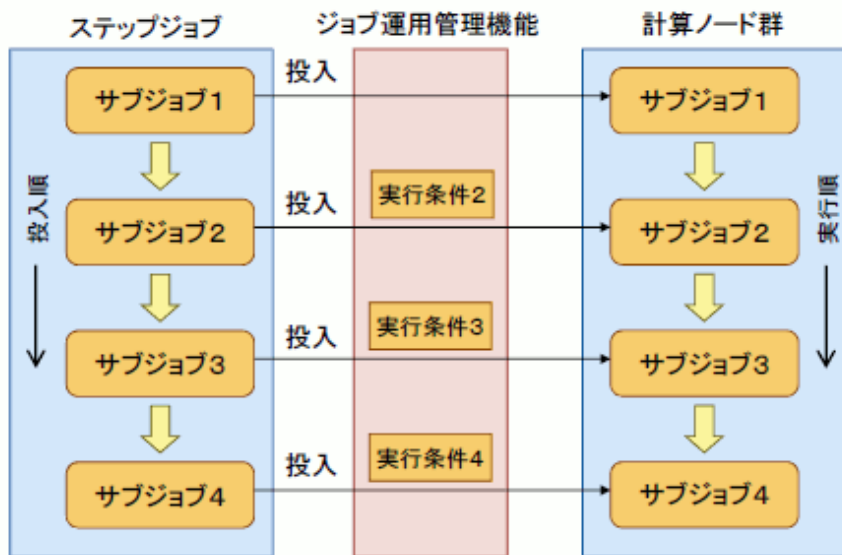 ステップジョブ
ジョブ運用管理機能
計算ノード群
サブジョブ1
投入
サブジョブ1
投入順
サブジョブ2
投入
実行条件2
サブジョブ2
実行順
サブジョブ3
投入
実行条件3
サブジョブ3
サブジョブ4
投入
実行条件4
サブジョブ4